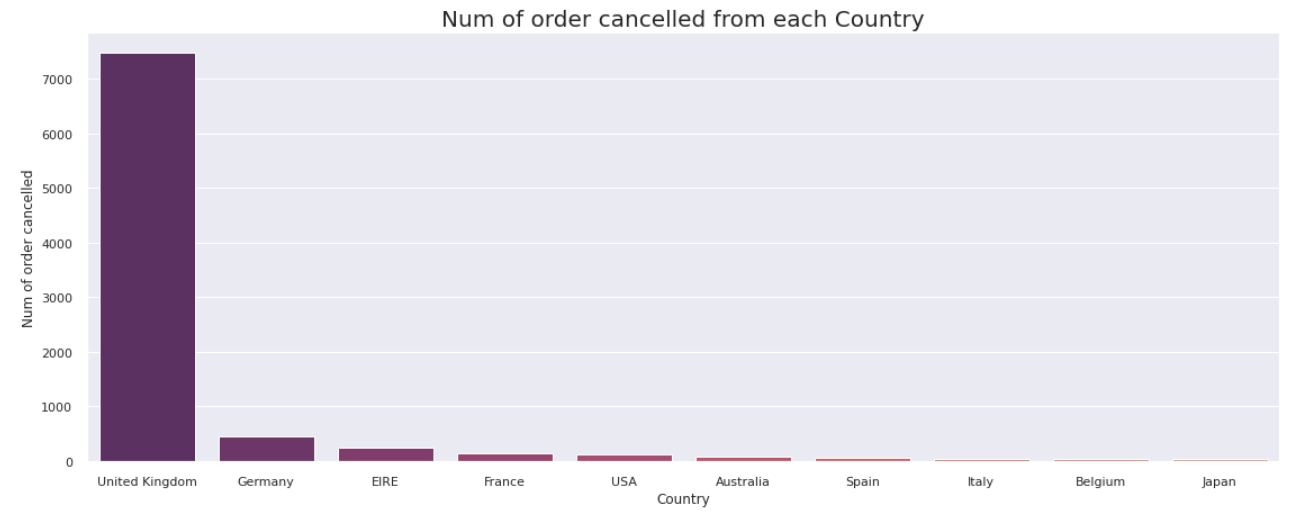 Num of order cancelled from each Country
Num of order cancelled
7000
6000
5000
4000
3000
2000
1000
0
United Kingdom Germany EIRE France USA Australia Spain Italy Belgium Japan
Country